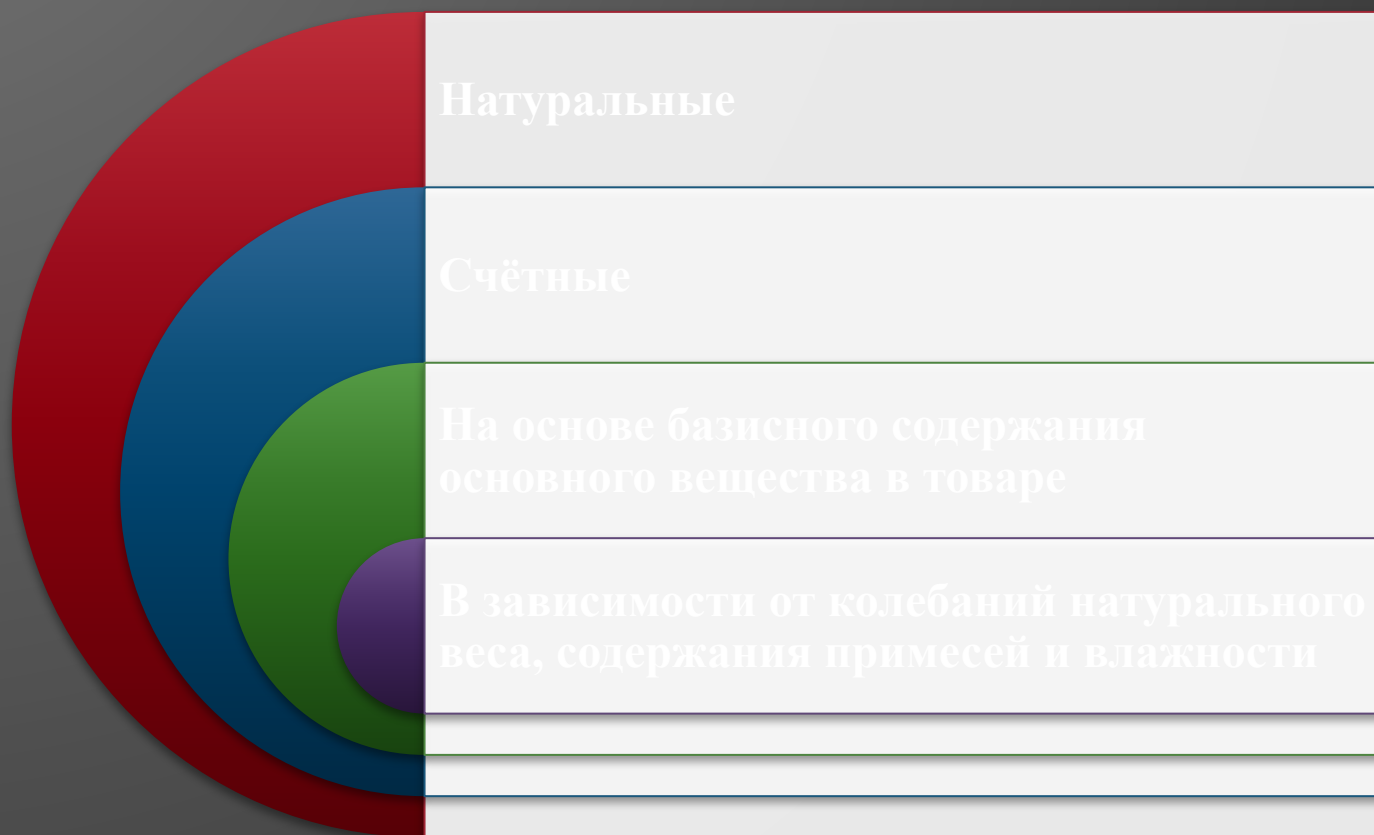 Натуральные
Счётные
На основе базисного содержания
основного вещества в товаре
В зависимости от колебаний натурального
веса, содержания примесей и влажности